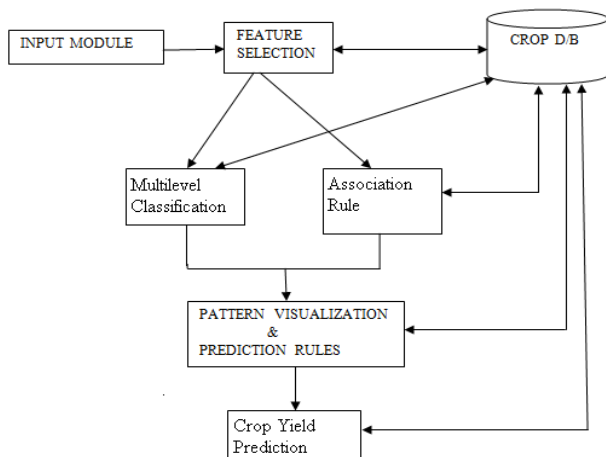 INPUT MODULE
FEATURE
SELECTION
CROP D/B
Multilevel
Classification
Association
Rule
PATTERN VISUALIZATION
&
PREDICTION RULES
Crop Yield
Prediction